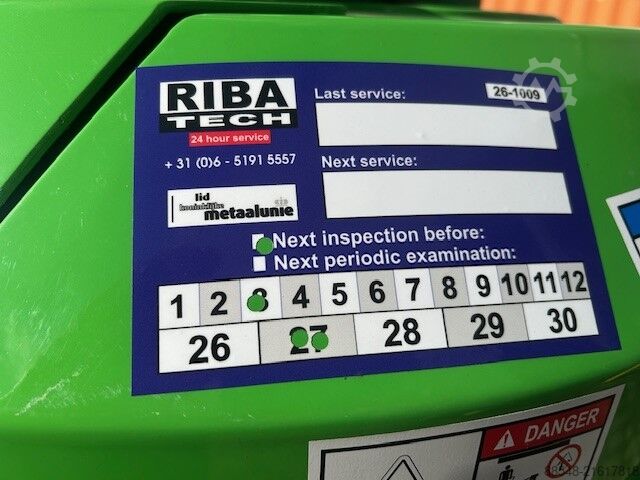 RIBA
TECH
24 hour service
+ 31 (0)6 - 5191 5557
lid
koninklijke
metaalunie
Last service:
26-1009
Next service:
Next inspection before:
Next periodic examination:
1 2 3 4 5 6 7 8 9 10 11 12
26 27 28 29 30
DANGER